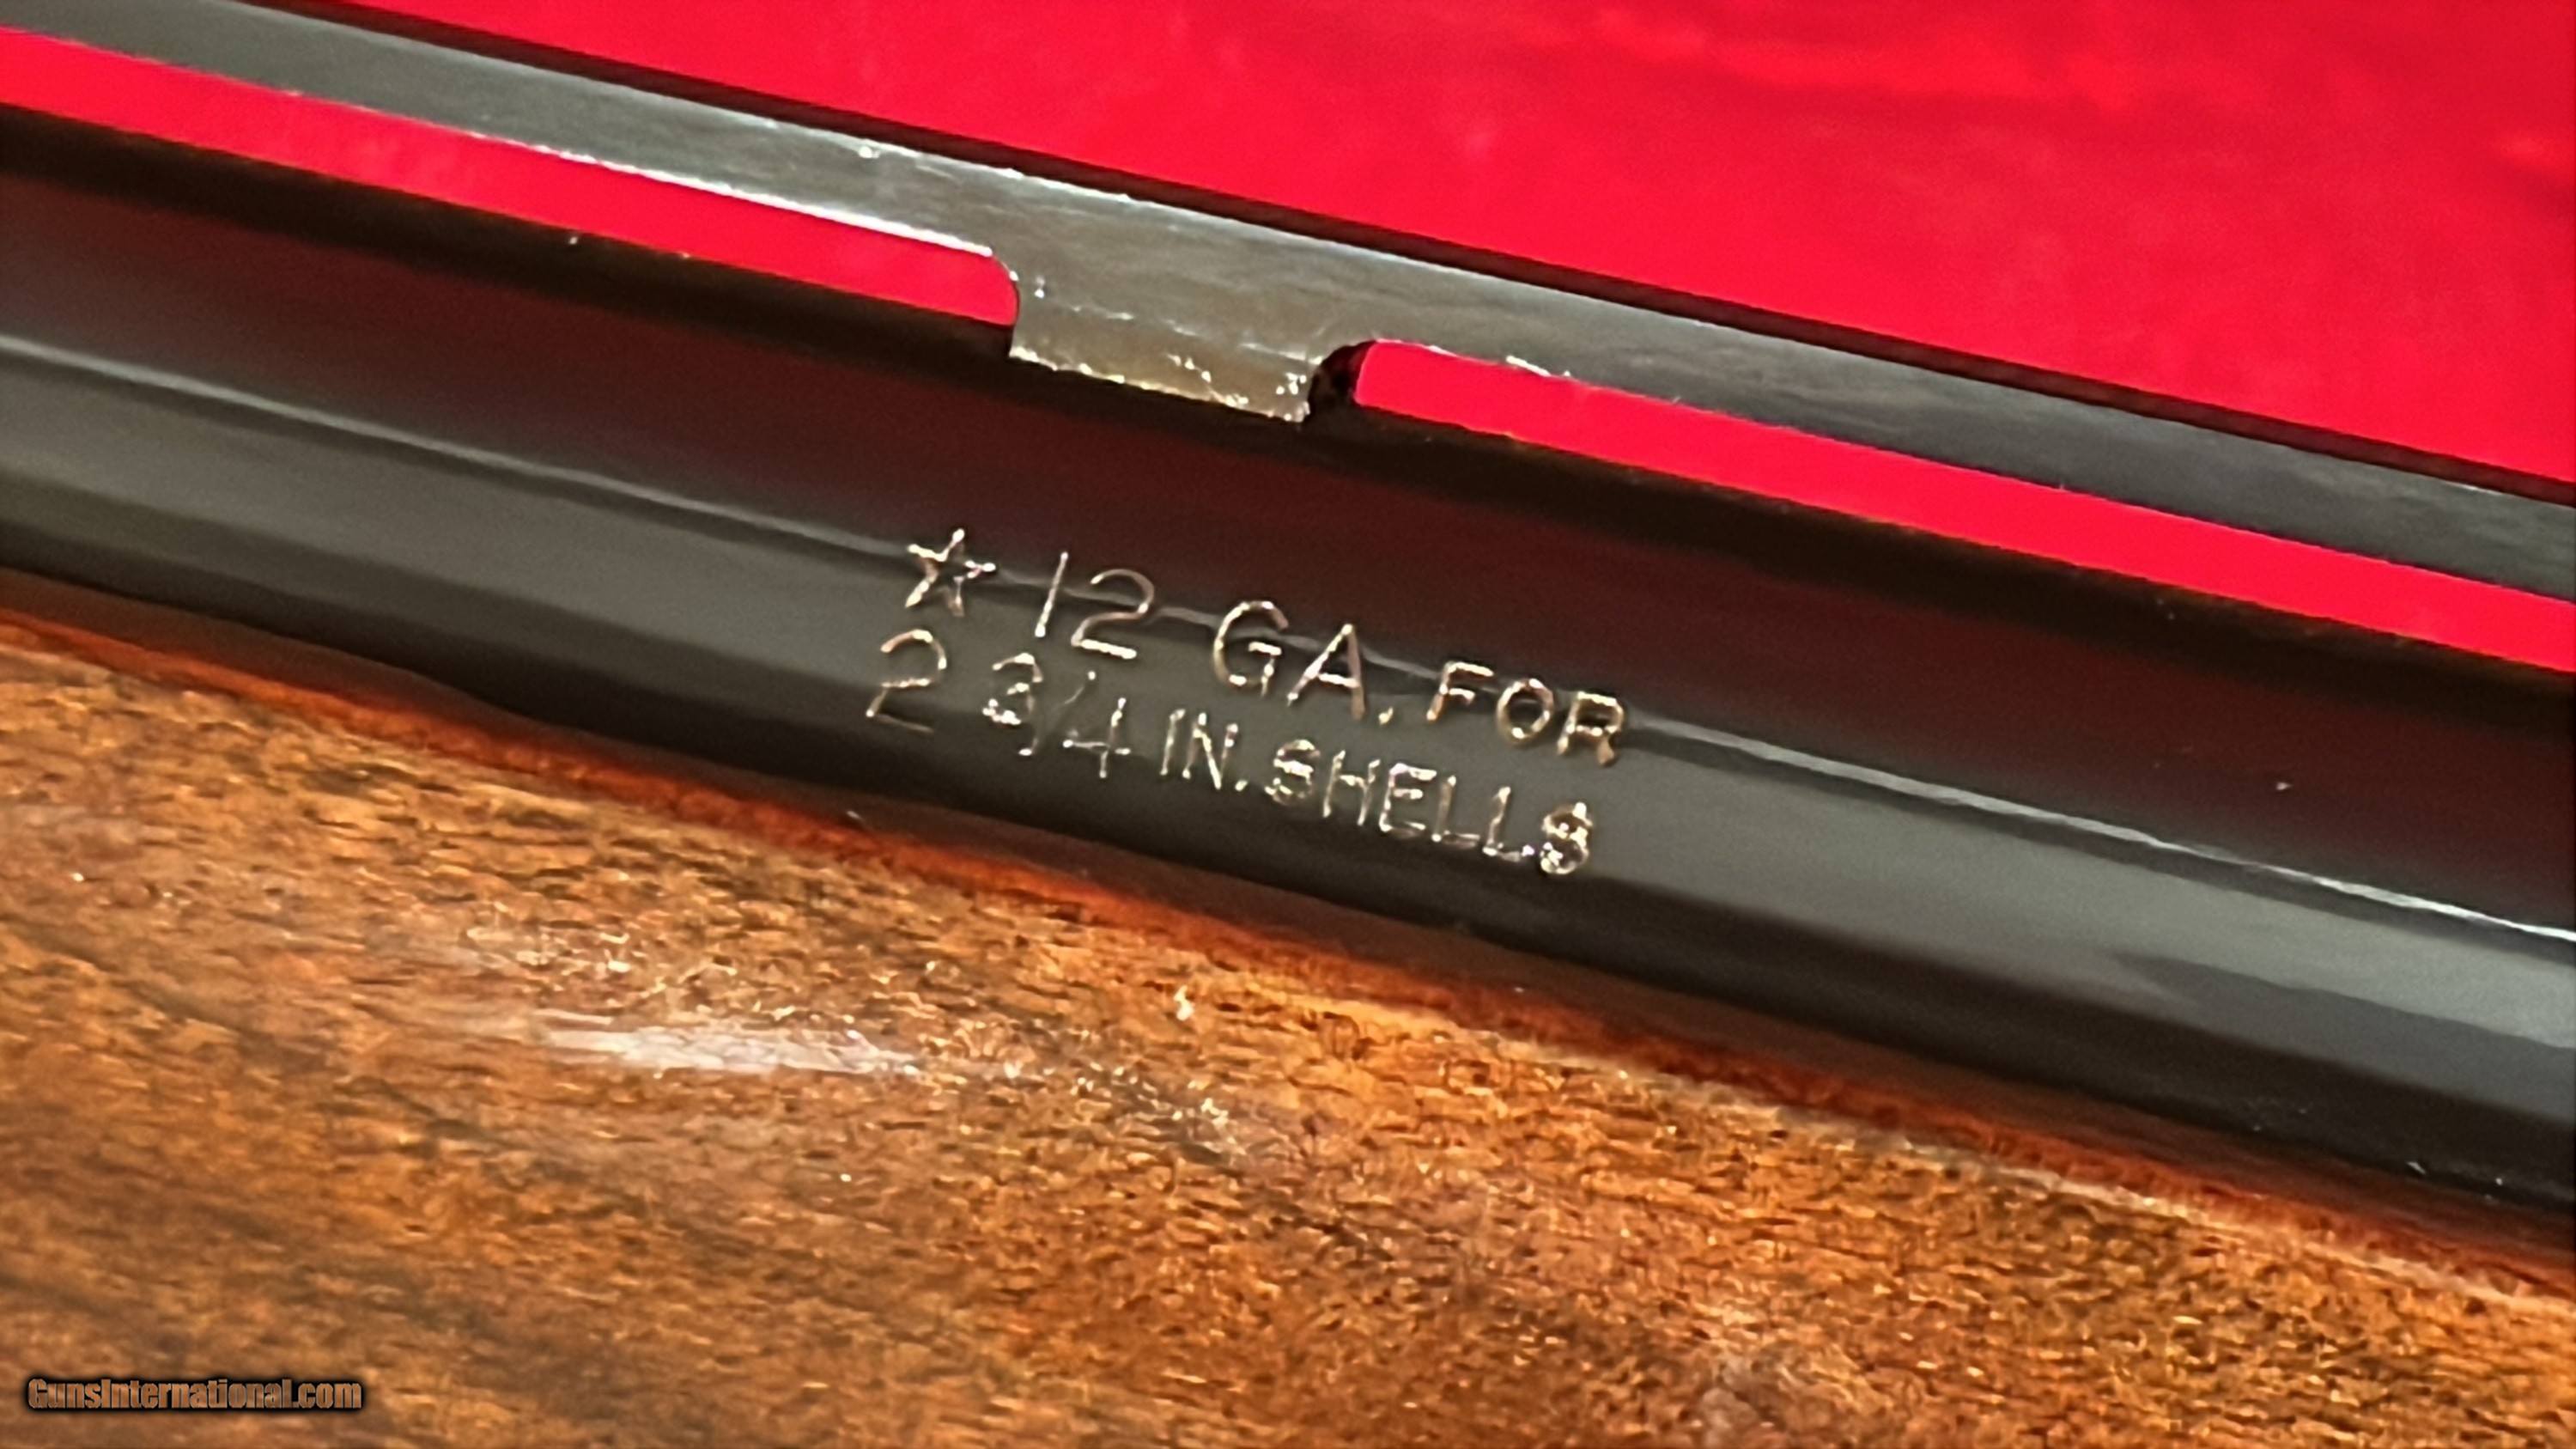 ☆ 12 GA. FOR
2 3/4 IN. SHELLS
GunsInternational.com